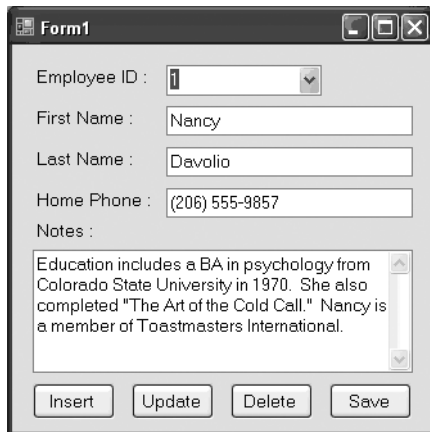 Form1
Employee ID : 1
First Name : Nancy
Last Name : Davolio
Home Phone : (206) 555-9857
Notes :
Education includes a BA in psychology from
Colorado State University in 1970. She also
completed "The Art of the Cold Call." Nancy is
a member of Toastmasters International.
Insert Update Delete Save